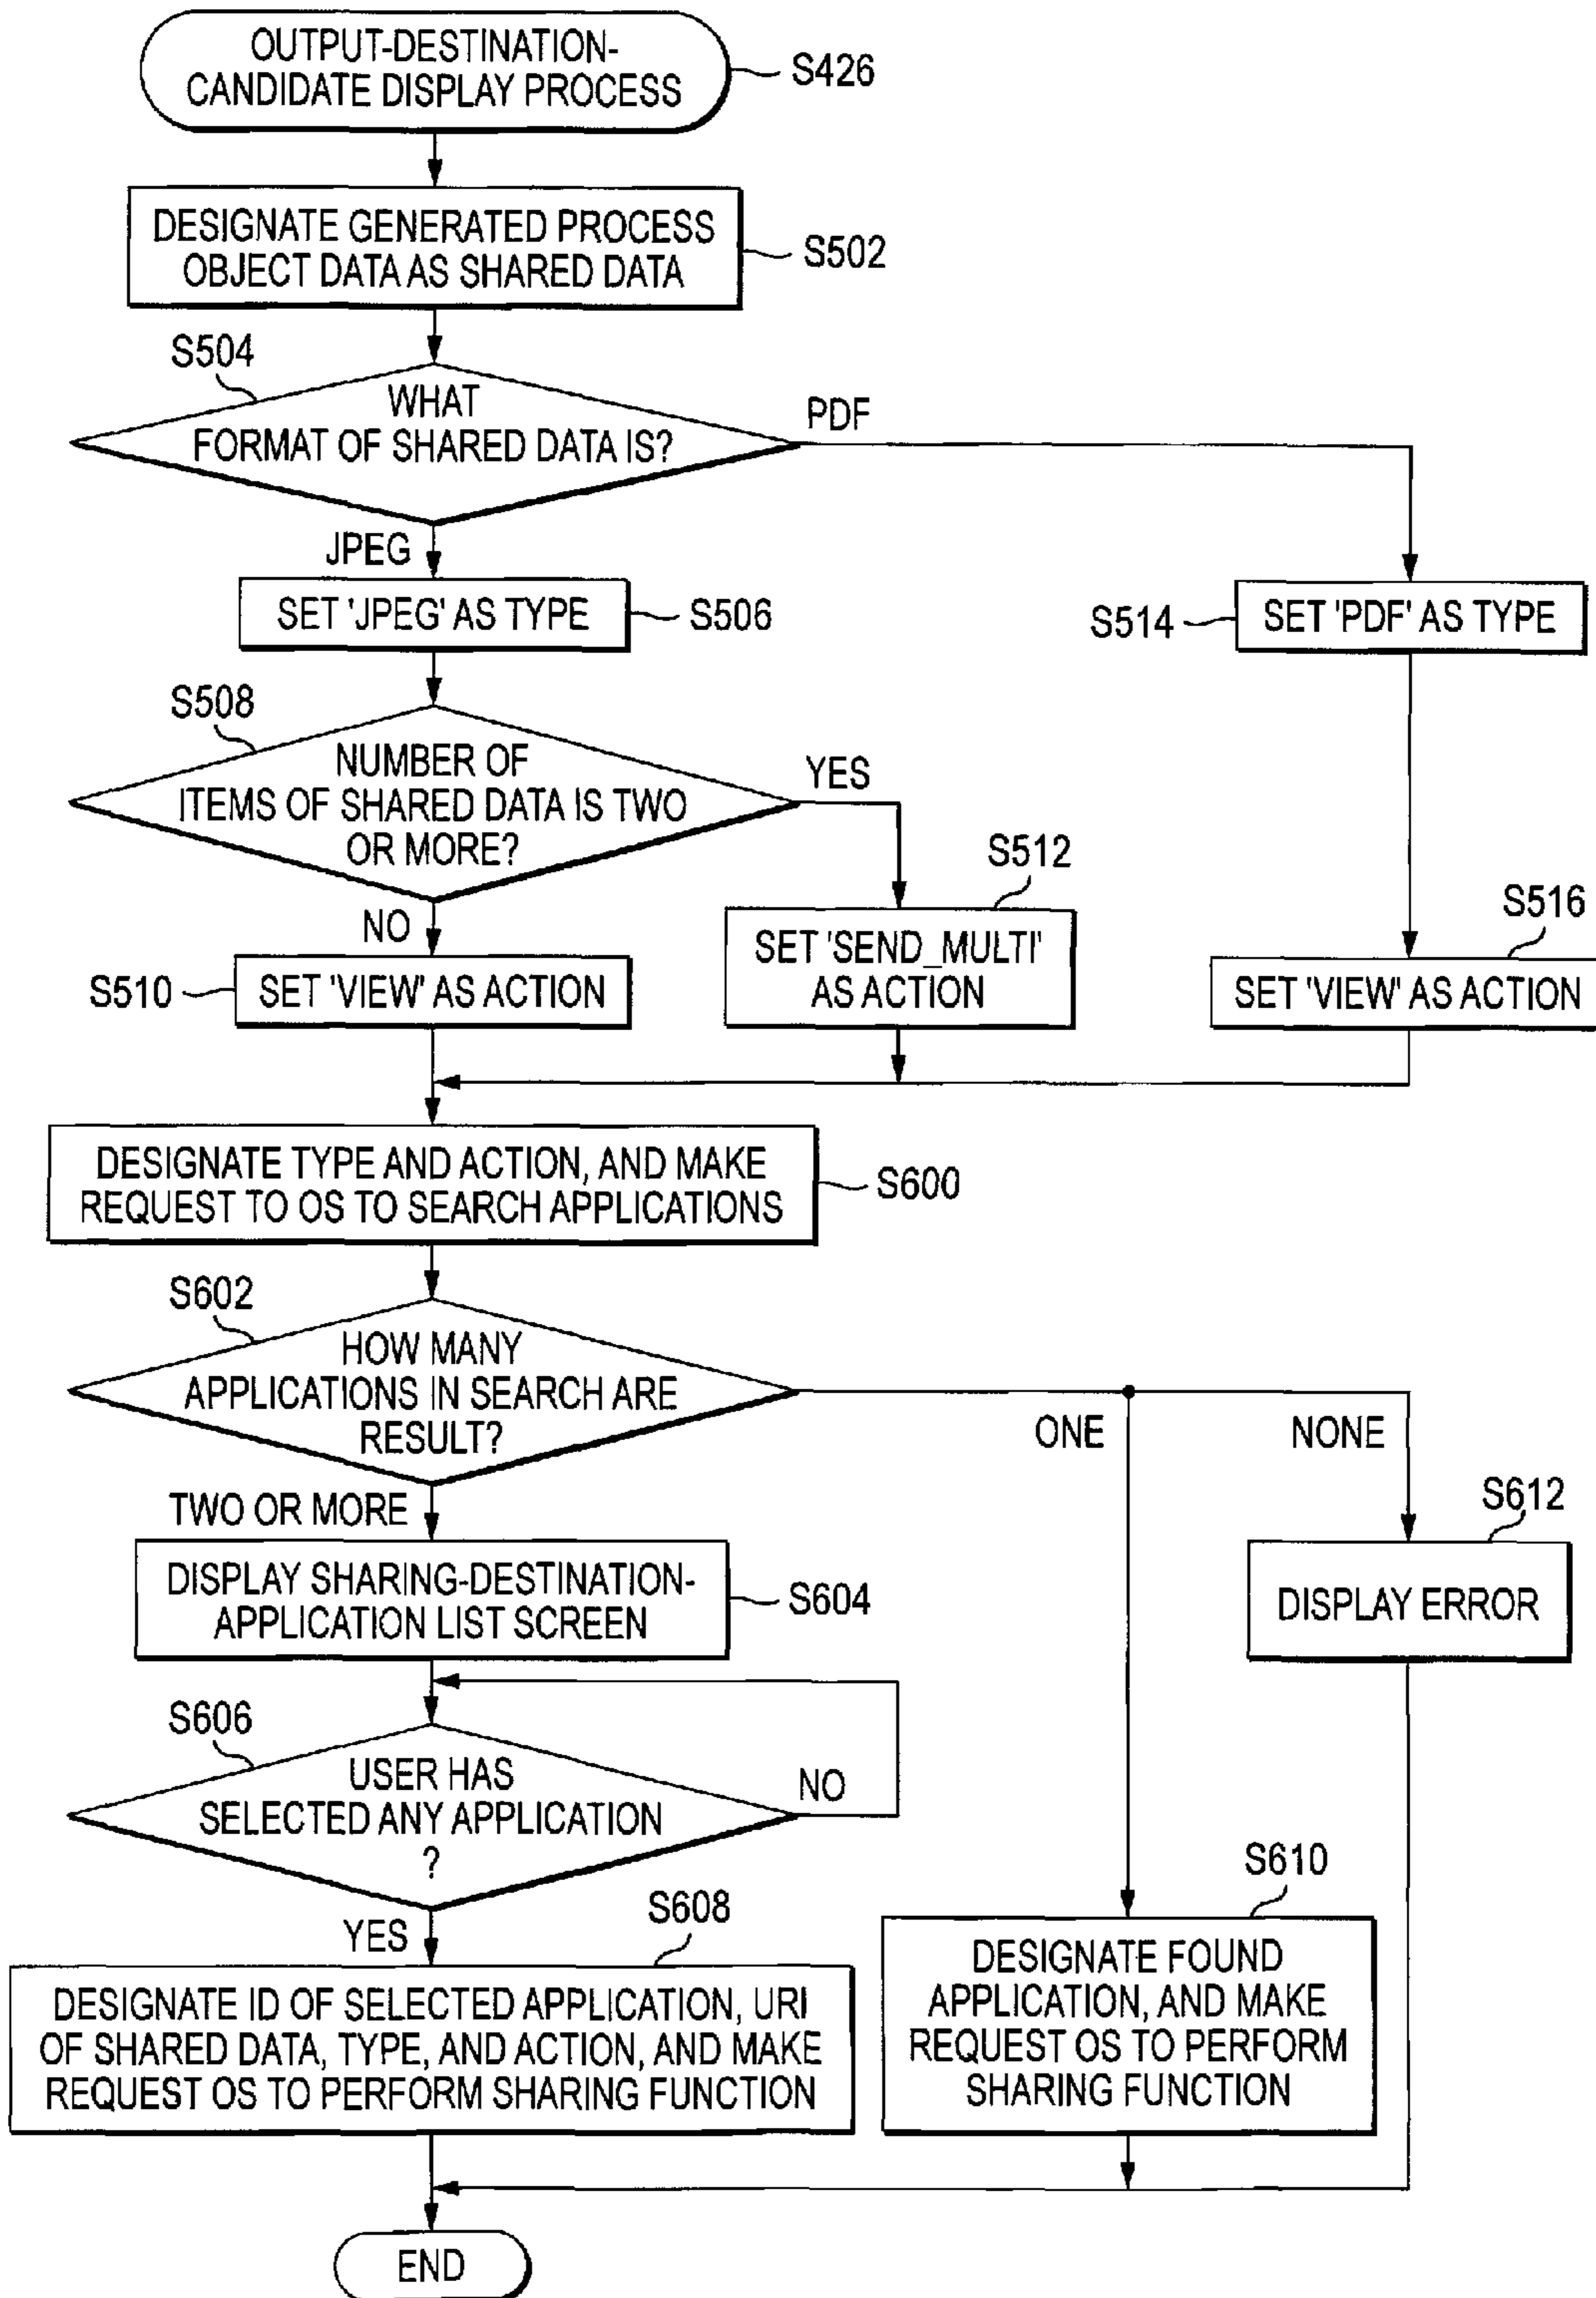 OUTPUT-DESTINATION-
CANDIDATE DISPLAY PROCESS
S426
DESIGNATE GENERATED PROCESS
OBJECT DATA AS SHARED DATA
S502
S504
WHAT
FORMAT OF SHARED DATA IS?
PDF
JPEG
SET 'JPEG' AS TYPE
S506
S514
SET 'PDF' AS TYPE
S508
NUMBER OF
ITEMS OF SHARED DATA IS TWO
OR MORE?
YES
NO
S512
SET 'SEND_MULTI'
AS ACTION
S510
SET 'VIEW' AS ACTION
S516
SET 'VIEW' AS ACTION
DESIGNATE TYPE AND ACTION, AND MAKE
REQUEST TO OS TO SEARCH APPLICATIONS
S600
S602
HOW MANY
APPLICATIONS IN SEARCH ARE
RESULT?
ONE
NONE
TWO OR MORE
S612
DISPLAY ERROR
DISPLAY SHARING-DESTINATION-
APPLICATION LIST SCREEN
S604
S606
USER HAS
SELECTED ANY APPLICATION
?
NO
YES
S608
DESIGNATE ID OF SELECTED APPLICATION, URI
OF SHARED DATA, TYPE, AND ACTION, AND MAKE
REQUEST OS TO PERFORM SHARING FUNCTION
S610
DESIGNATE FOUND
APPLICATION, AND MAKE
REQUEST OS TO PERFORM
SHARING FUNCTION
END